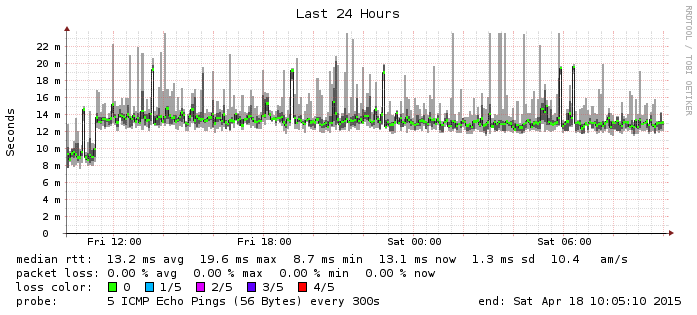 Last 24 Hours
RRDTOOL / TOBI OETIKER
Seconds
22 m
20 m
18 m
16 m
14 m
12 m
10 m
8 m
6 m
4 m
2 m
0
Fri 12:00 Fri 18:00 Sat 00:00 Sat 06:00
median rtt: 13.2 ms avg 19.6 ms max 8.7 ms min 13.1 ms now 1.3 ms sd 10.4 am/s
packet loss: 0.00 % avg 0.00 % max 0.00 % min 0.00 % now
loss color: 0 1/5 2/5 3/5 4/5
probe: 5 ICMP Echo Pings (56 Bytes) every 300s end: Sat Apr 18 10:05:10 2015